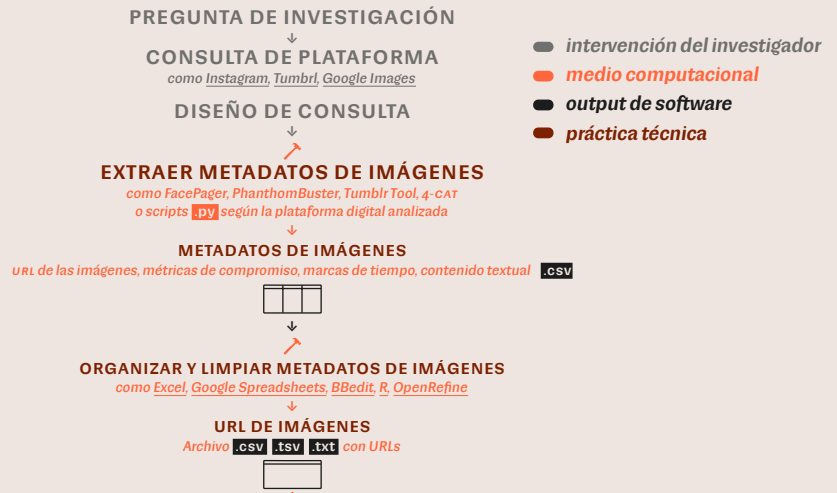 PREGUNTA DE INVESTIGACIÓN
CONSULTA DE PLATAFORMA
como Instagram, Tumbrl, Google Images
DISEÑO DE CONSULTA
EXTRAER METADATOS DE IMÁGENES
como FacePager, PhanthomBuster, Tumblr Tool, 4-CAT
o scripts .py según la plataforma digital analizada
METADATOS DE IMÁGENES
URL de las imágenes, métricas de compromiso, marcas de tiempo, contenido textual .csv
ORGANIZAR Y LIMPIAR METADATOS DE IMÁGENES
como Excel, Google Spreadsheets, BBedit, R, OpenRefine
URL DE IMÁGENES
Archivo .csv .tsv .txt con URLs
intervención del investigador
medio computacional
output de software
práctica técnica